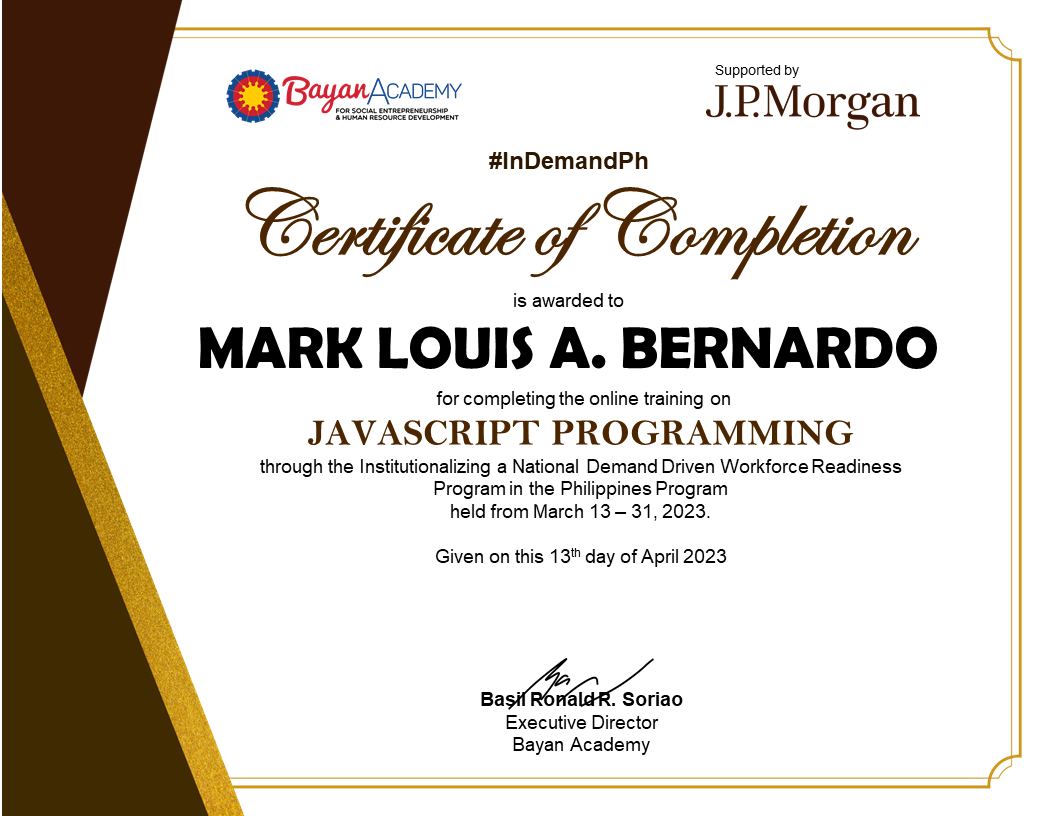 Bayan ACADEMY
FOR SOCIAL ENTREPRENEURSHIP
& HUMAN RESOURCE DEVELOPMENT
Supported by
J.P.Morgan
#InDemandPh
Certificate of Completion
is awarded to
MARK LOUIS A. BERNARDO
for completing the online training on
JAVASCRIPT PROGRAMMING
through the Institutionalizing a National Demand Driven Workforce Readiness
Program in the Philippines Program
held from March 13 – 31, 2023.
Given on this 13th day of April 2023
Basil Ronald R. Soriao
Executive Director
Bayan Academy